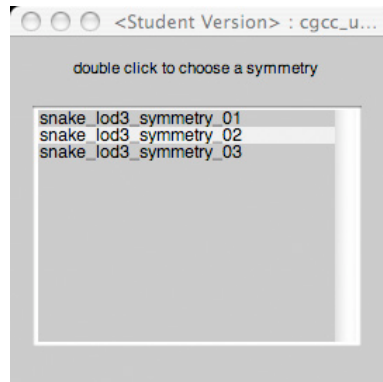 <Student Version> : cgcc_u...
double click to choose a symmetry
snake_lod3_symmetry_01
snake_lod3_symmetry_02
snake_lod3_symmetry_03